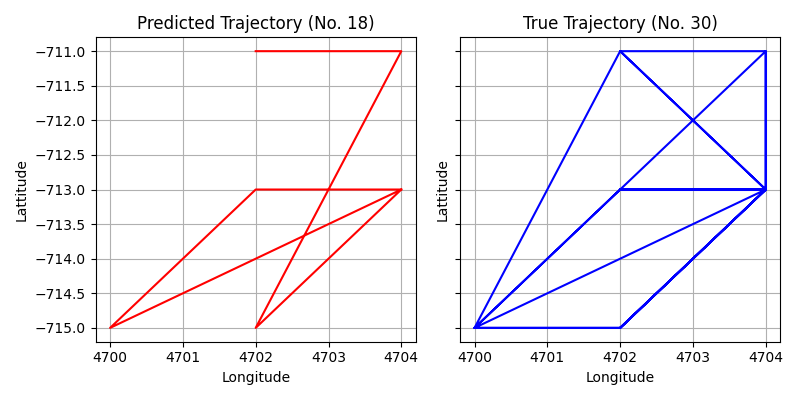 Predicted Trajectory (No. 18)
True Trajectory (No. 30)
−711.0
−711.5
−712.0
−712.5
−713.0
−713.5
−714.0
−714.5
−715.0
Lattitude
Lattitude
4700 4701 4702 4703 4704
4700 4701 4702 4703 4704
Longitude
Longitude